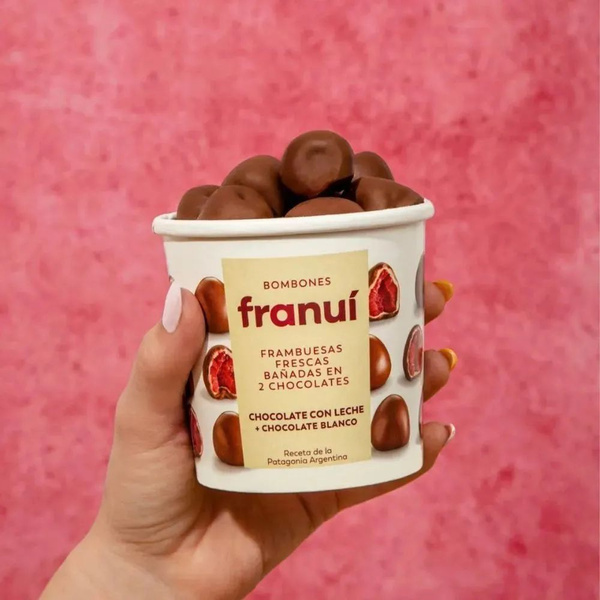 BOMBONES
franuí
FRAMBUESAS
FRESCAS
BAÑADAS EN
2 CHOCOLATES
CHOCOLATE CON LECHE
+ CHOCOLATE BLANCO
Receta de la
Patagonia Argentina